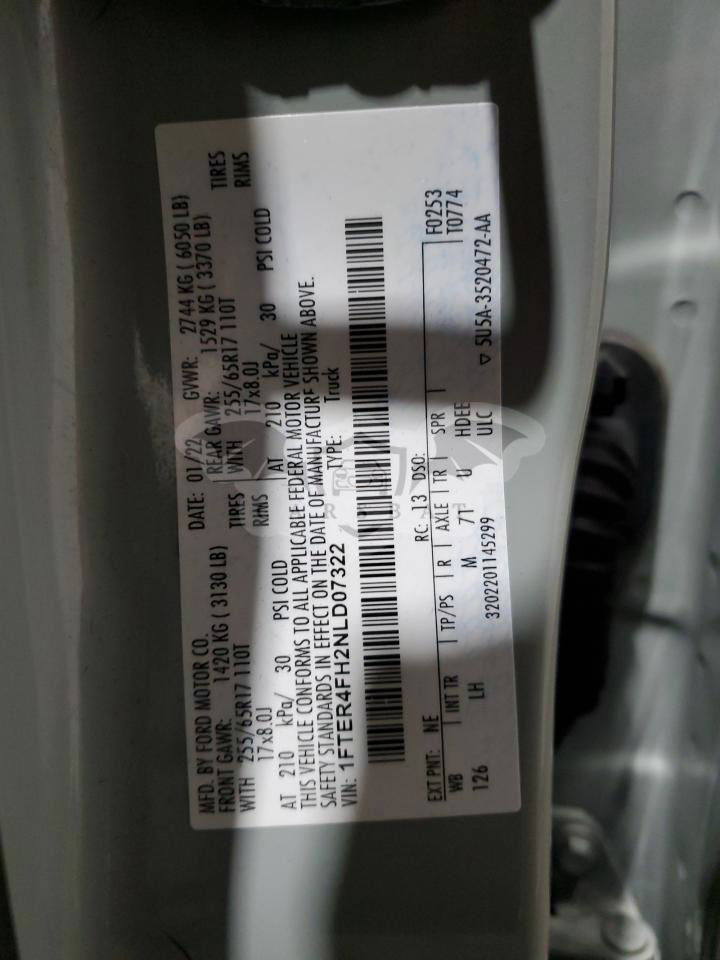 MFD. BY FORD MOTOR CO.
DATE: 01/22 GVWR: 2744 KG ( 6050 LB)
FRONT GAWR: 1420 KG ( 3130 LB) REAR GAWR: 1529 KG ( 3370 LB)
WITH 255/65R17 110T TIRES WITH 255/65R17 110T TIRES
17x8.0J RIMS 17x8.0J RIMS
AT 210 kPa/ 30 PSI COLD AT 210 kPa/ 30 PSI COLD
THIS VEHICLE CONFORMS TO ALL APPLICABLE FEDERAL MOTOR VEHICLE
SAFETY STANDARDS IN EFFECT ON THE DATE OF MANUFACTURE SHOWN ABOVE.
VIN: 1FTER4FH2NLD07322 TYPE: Truck
EXT PNT: NE RC: 13 DSO: F0253
WB INT TR TP/PS R AXLE TR SPR T0774
126 LH M 71 U HDEE
3202201145299 ULC ▽ 5U5A-3520472-AA